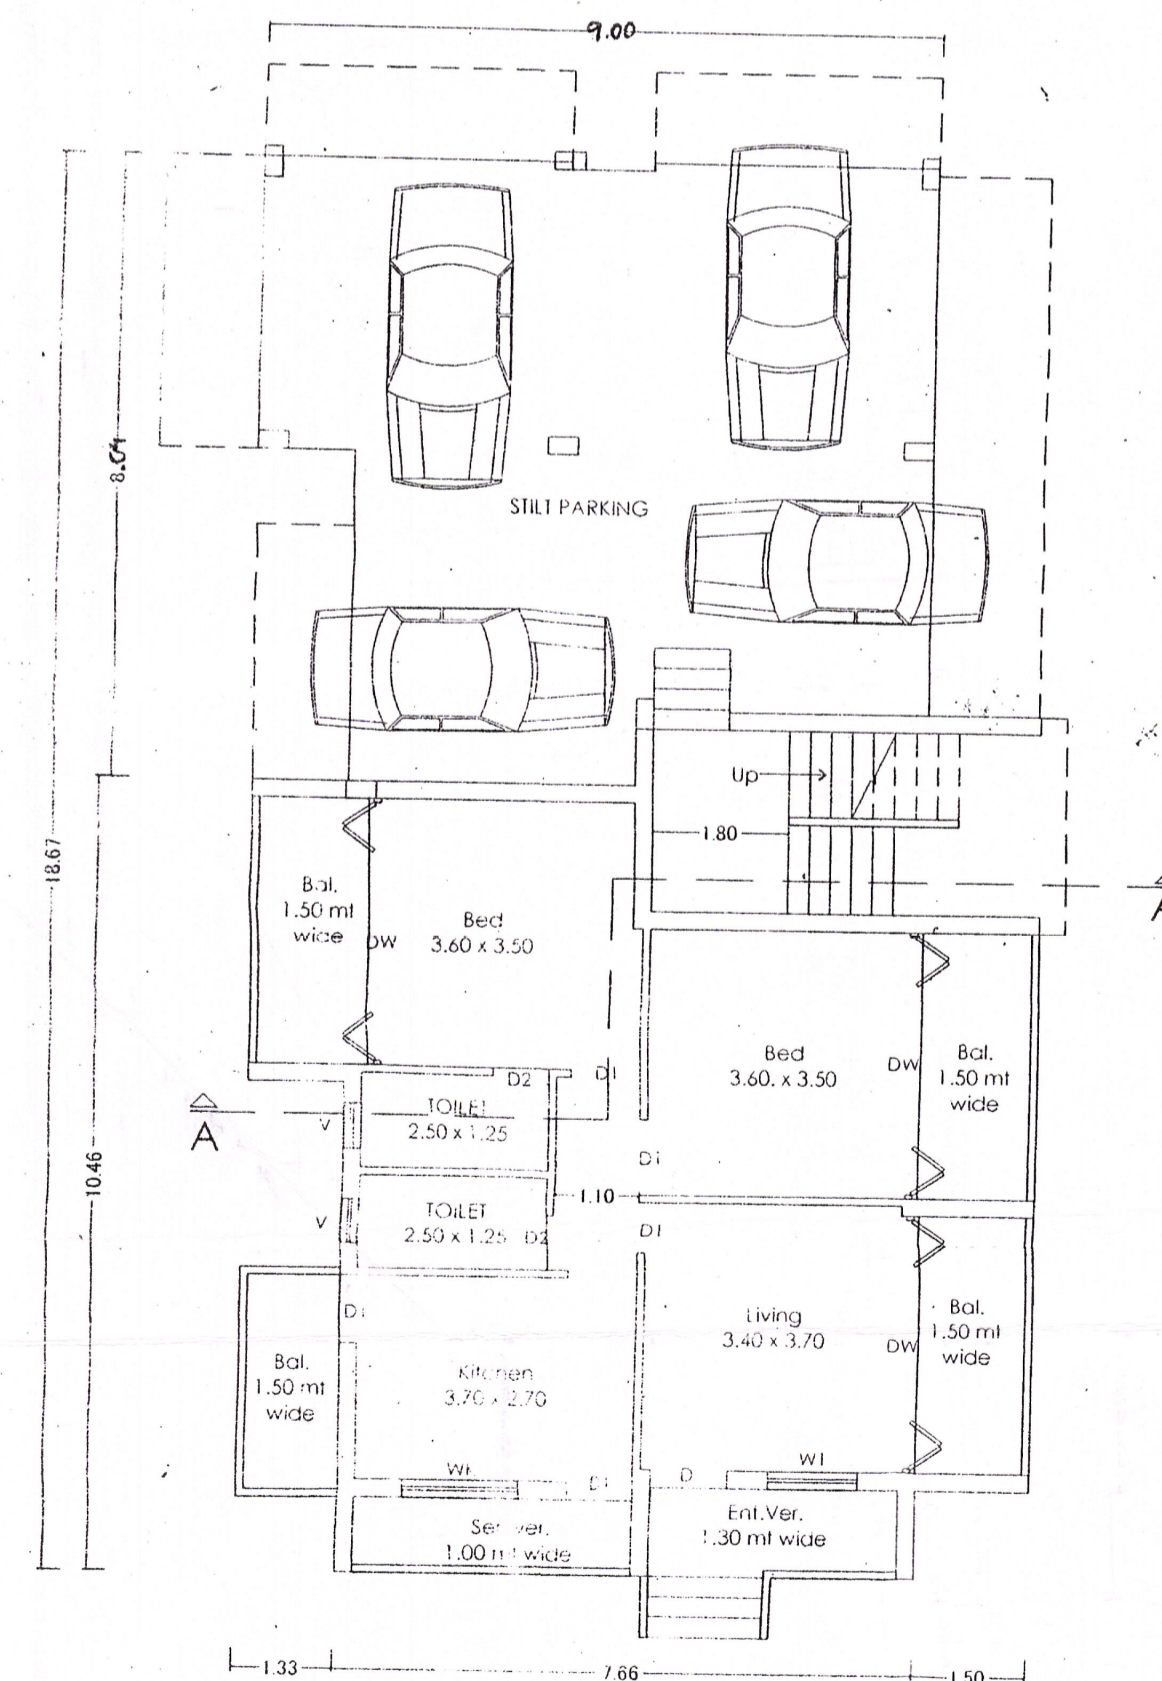 9.00
STILT PARKING
Up
1.80
18.67
10.46
Bal.
1.50 mt
wide
DW
Bed
3.60 x 3.50
Bed
3.60. x 3.50
DW
Bal.
1.50 mt
wide
D2
D1
A
V
TOILET
2.50 x 1.25
D1
1.10
V
TOILET
2.50 x 1.25
D2
D1
D1
Living
3.40 x 3.70
DW
Bal.
1.50 mt
wide
Bal.
1.50 mt
wide
Kitchen
3.70 x 2.70
D1
D
W1
Ser.ver.
1.00 mt wide
Ent.Ver.
1.30 mt wide
1.33
7.66
1.50